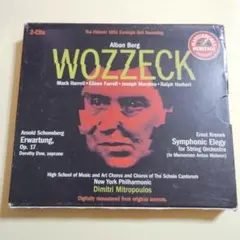 2-CDs
The Historic 1951 Carnegie Hall Recording
Alban Berg
WOZZECK
Mack Harrell • Eileen Farrell • Joseph Mordino • Ralph Herbert
MASTERWORKS
HERITAGE
Arnold Schoenberg
Erwartung,
Op. 17
Dorothy Dow, soprano
Ernst Krenek
Symphonic Elegy
for String Orchestra
(In Memoriam Anton Webern)
High School of Music and Art Chorus and Chorus of The Schola Cantorum
New York Philharmonic
Dimitri Mitropoulos
Digitally remastered from original sources.